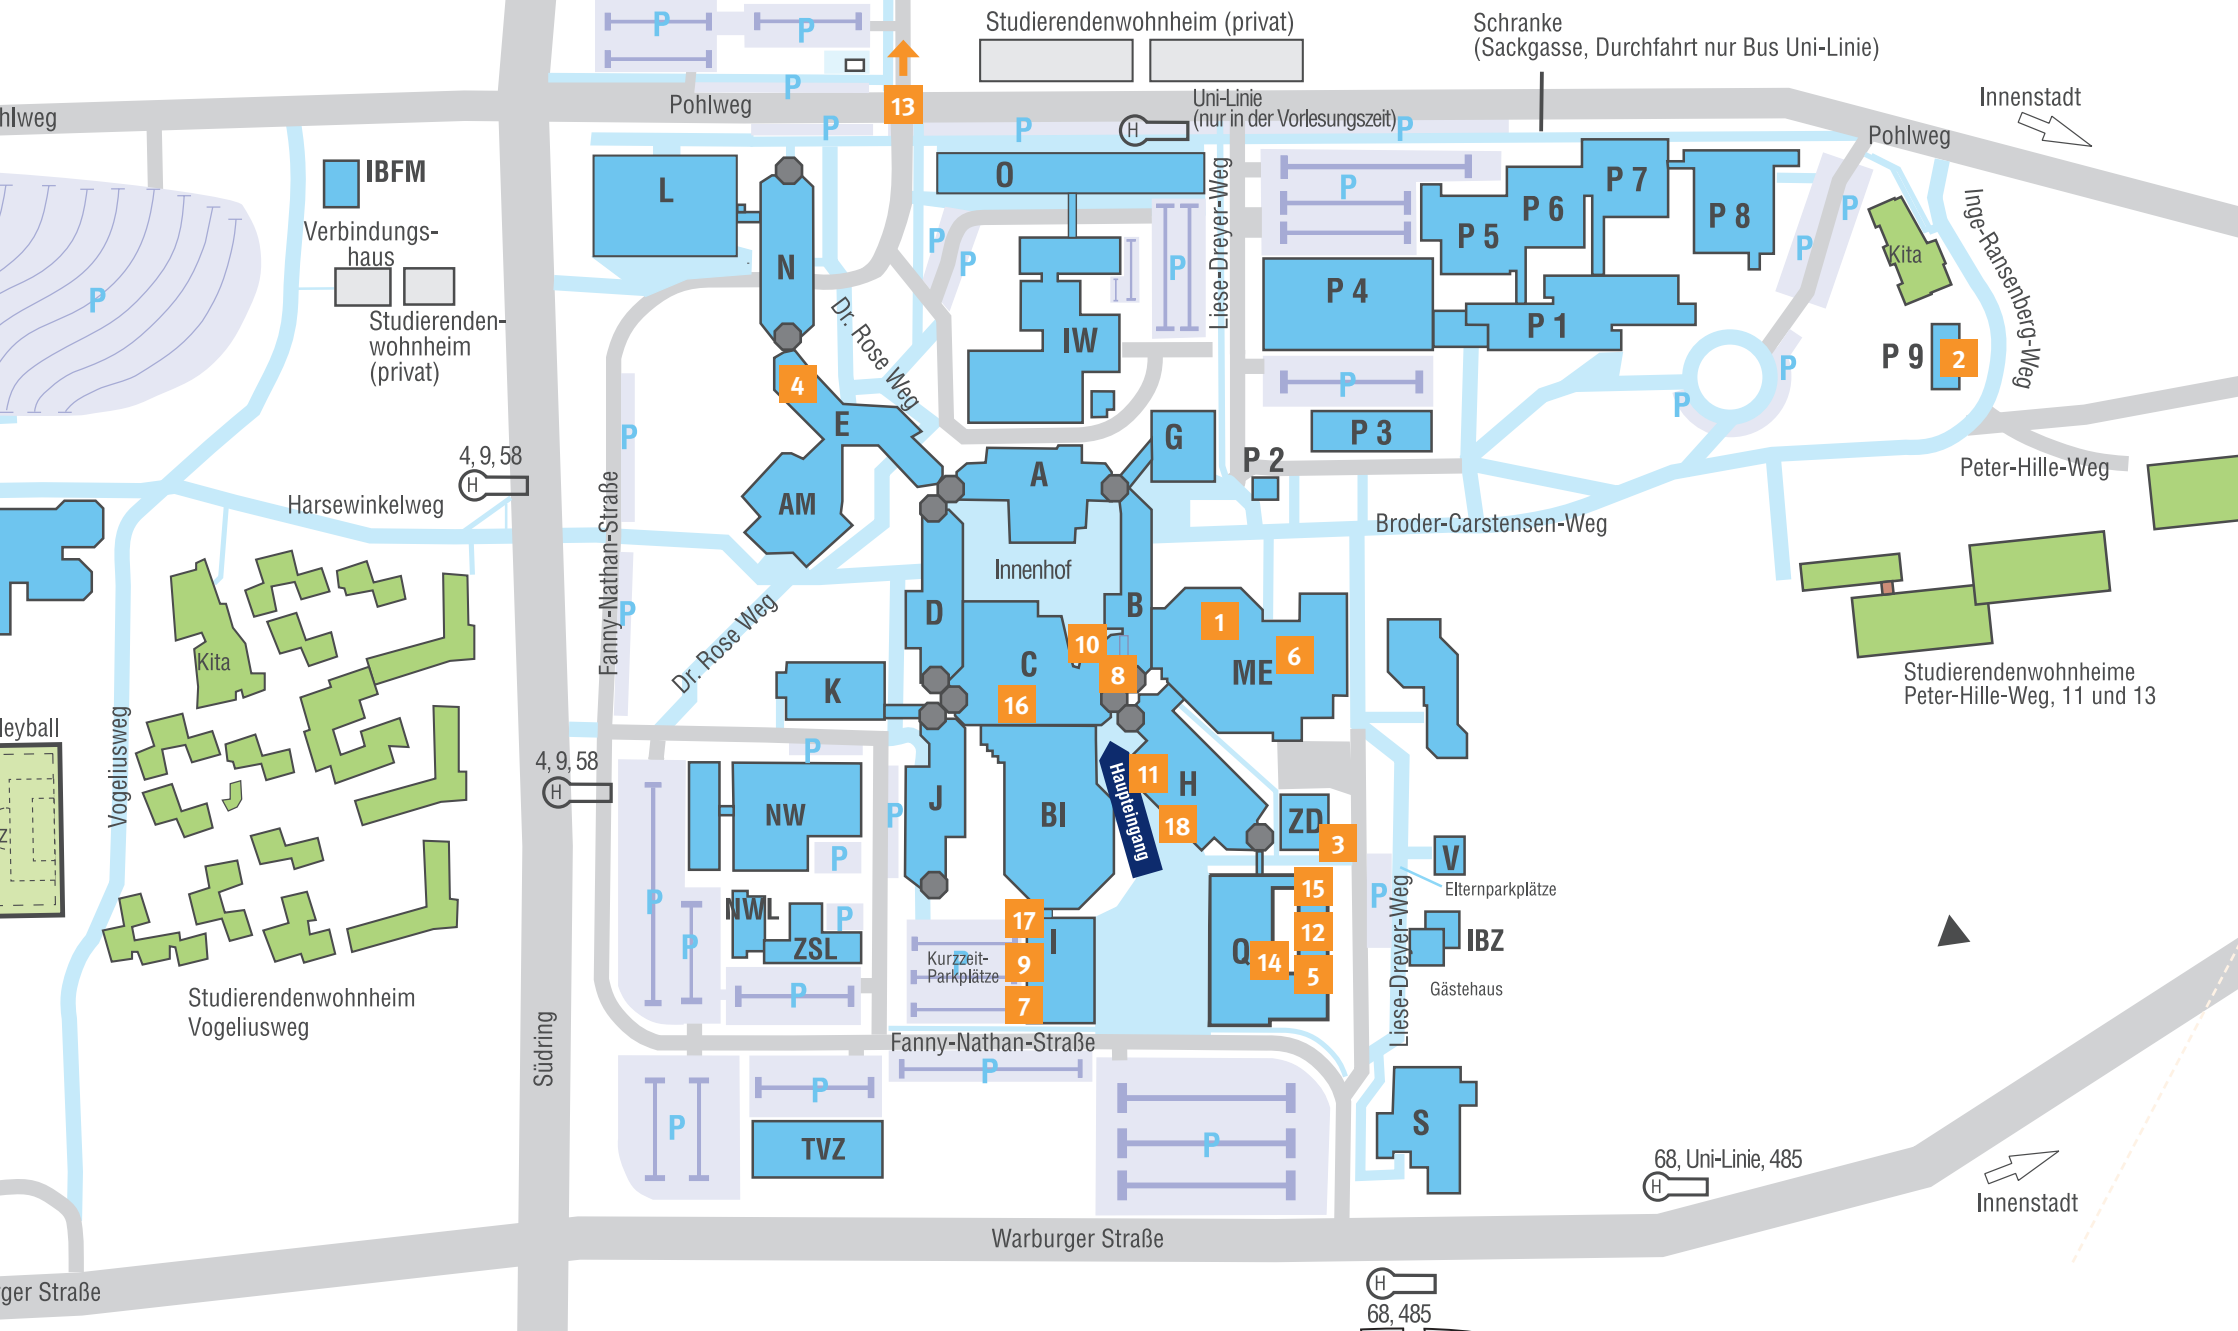 Studierendenwohnheim (privat)
Schranke
(Sackgasse, Durchfahrt nur Bus Uni-Linie)
P
P
P
Pohlweg
13
P
P
Uni-Linie
(nur in der Vorlesungszeit)
P
Innenstadt
Pohlweg
hlweg
IBFM
L
O
P
P 7
P 6
P 5
P 8
P
P
Kita
Inge-Ransenberg-Weg
Verbindungs-
haus
Studierenden-
wohnheim
(privat)
P
N
P
P
P
Liese-Dreyer-Weg
P 4
P 1
IW
Dr. Rose Weg
P 9
2
P
P
P
4
E
P
G
P 3
P 2
A
AM
4, 9, 58
H
H
Harsewinkelweg
Fanny-Nathan-Straße
Peter-Hille-Weg
Broder-Carstensen-Weg
Innenhof
D
B
P
1
10
6
ME
8
C
16
K
Kita
Dr. Rose Weg
Studierendenwohnheime
Peter-Hille-Weg, 11 und 13
leyball
Z
Vogeliusweg
4, 9, 58
H
P
NW
J
P
BI
Haupteingang
11
H
18
ZD
3
V
Elternparkplätze
P
P
P
P
NWL
ZSL
P
P
17
I
9
7
Kurzzeit-
Parkplätze
P
15
12
Q
14
5
Liese-Dreyer-Weg
IBZ
Gästehaus
Studierendenwohnheim
Vogeliusweg
Südring
Fanny-Nathan-Straße
P
P
P
TVZ
P
S
68, Uni-Linie, 485
H
Innenstadt
Warburger Straße
rger Straße
H
68, 485